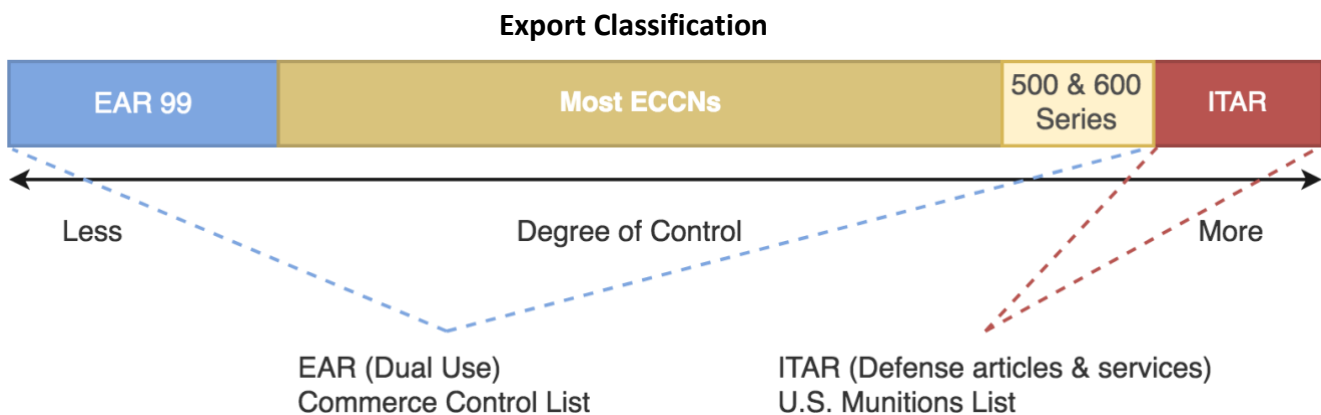 Export Classification
EAR 99
Most ECCNs
500 & 600
Series
ITAR
Less
Degree of Control
More
EAR (Dual Use)
Commerce Control List
ITAR (Defense articles & services)
U.S. Munitions List